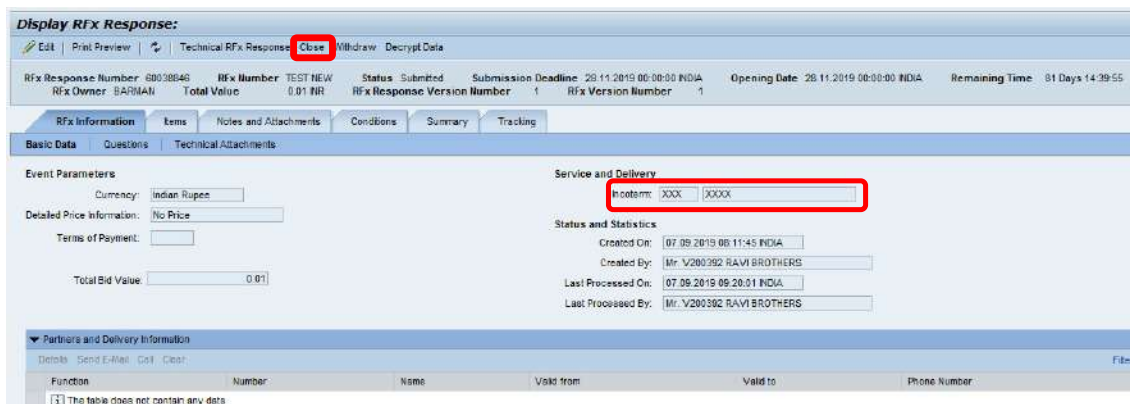 Display RFx Response:
Edit | Print Preview | Technical RFx Response Close Withdraw Decrypt Data
RFx Response Number 60038846 RFx Number TEST NEW Status Submitted Submission Deadline 28.11.2019 00:00:00 INDIA Opening Date 28.11.2019 00:00:00 INDIA Remaining Time 81 Days 14:39:55
RFx Owner BARMAN Total Value 0.01 INR RFx Response Version Number 1 RFx Version Number 1
RFx Information Items Notes and Attachments Conditions Summary Tracking
Basic Data Questions Technical Attachments
Event Parameters
Currency: Indian Rupee
Detailed Price Information: No Price
Terms of Payment:
Total Bid Value: 0.01
Service and Delivery
Incoterm: XXX XXXX
Status and Statistics
Created On: 07.09.2019 08:11:45 INDIA
Created By: Mr. V200392 RAVI BROTHERS
Last Processed On: 07.09.2019 09:20:01 INDIA
Last Processed By: Mr. V200392 RAVI BROTHERS
Partners and Delivery Information
Details Send E-Mail Call Clear
Function Number Name Valid from Valid to Phone Number
The table does not contain any data